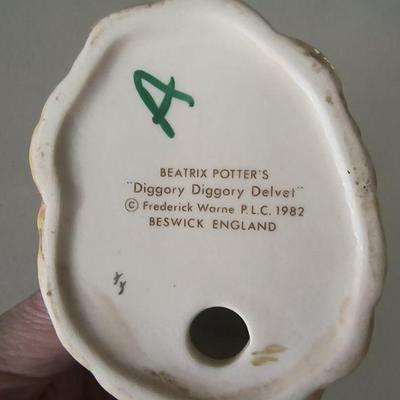 A
BEATRIX POTTER'S
"Diggory Diggory Delvet"
© Frederick Warne P.L.C. 1982
BESWICK ENGLAND